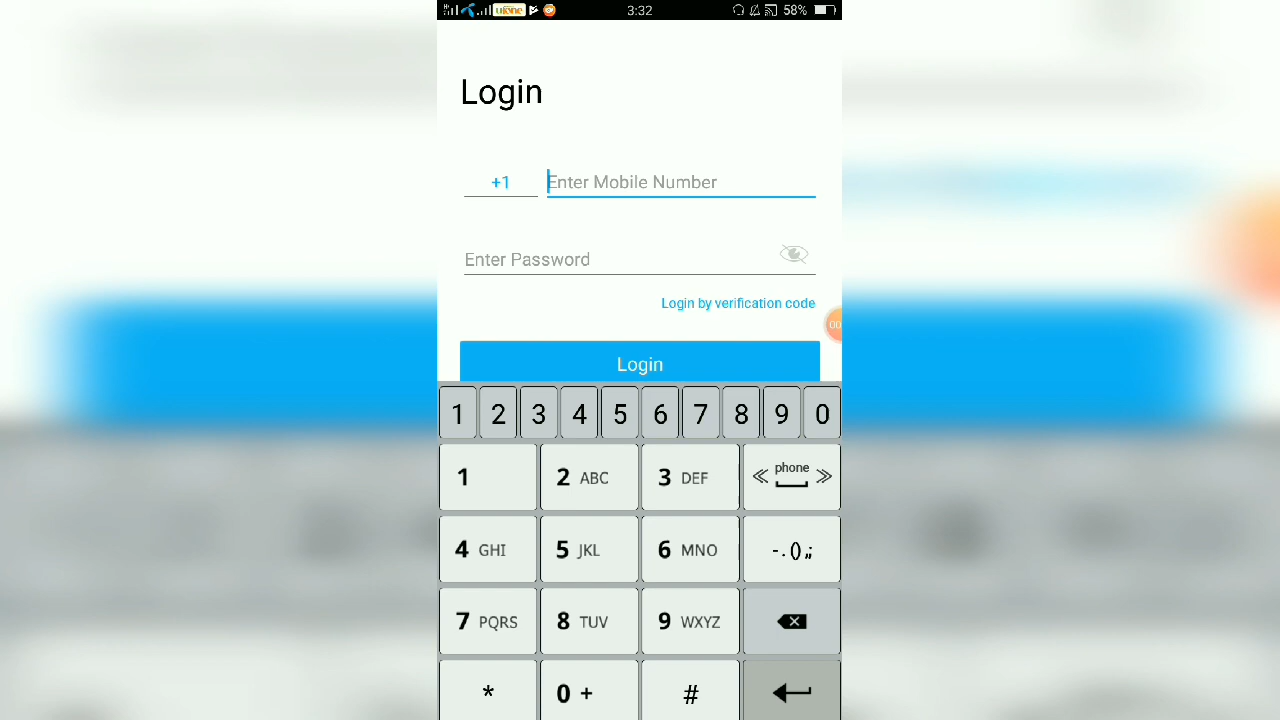 ufone 3:32 58%
Login
+1 Enter Mobile Number
Enter Password
Login by verification code
00
Login
1 2 3 4 5 6 7 8 9 0
1 2 ABC 3 DEF ≪ phone ≫
4 GHI 5 JKL 6 MNO - . () , ;
7 PQRS 8 TUV 9 WXYZ
* 0 + #